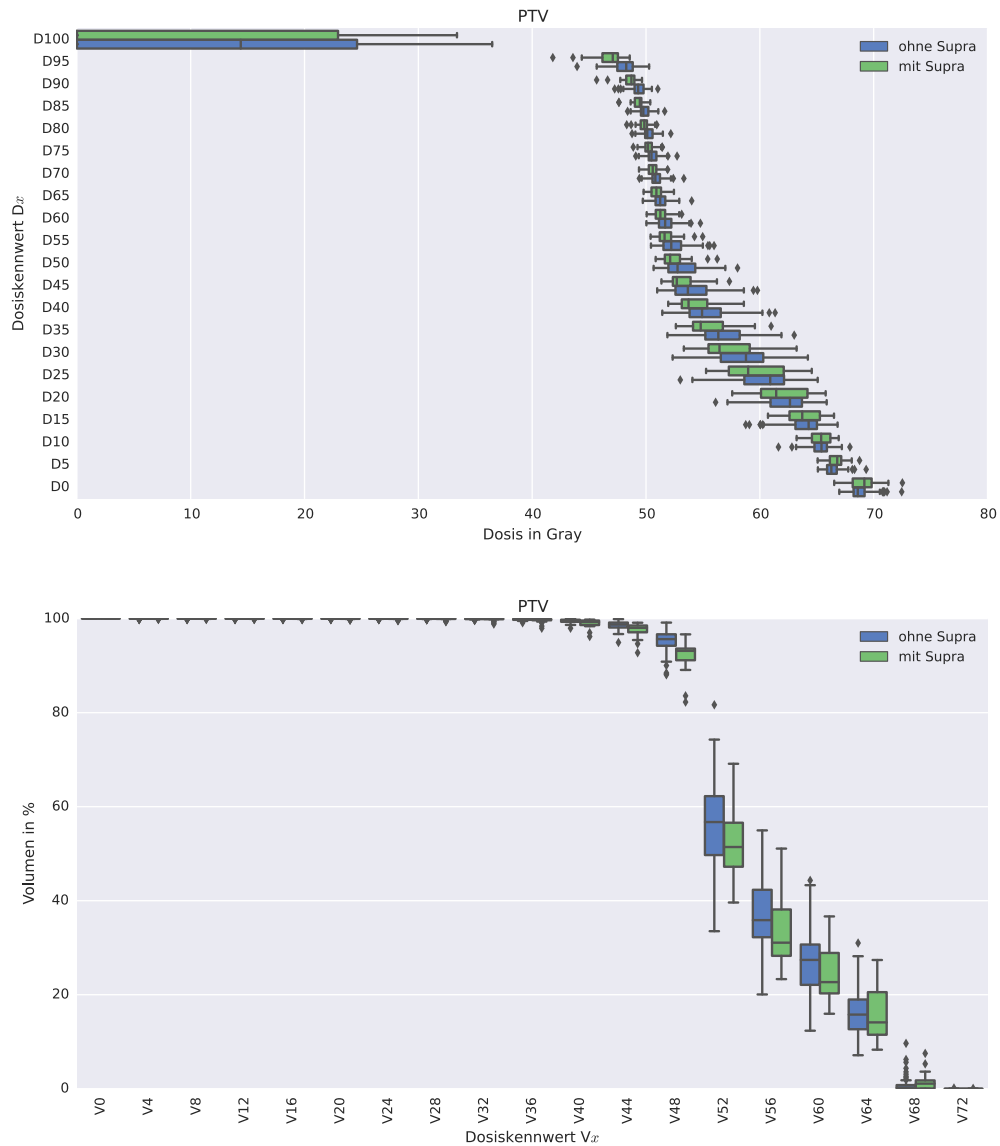 PTV
ohne Supra
mit Supra
Dosiskennwert Dx
D100
D95
D90
D85
D80
D75
D70
D65
D60
D55
D50
D45
D40
D35
D30
D25
D20
D15
D10
D5
D0
0 10 20 30 40 50 60 70 80
Dosis in Gray
PTV
ohne Supra
mit Supra
Volumen in %
100
80
60
40
20
0
V0 V4 V8 V12 V16 V20 V24 V28 V32 V36 V40 V44 V48 V52 V56 V60 V64 V68 V72
Dosiskennwert Vx